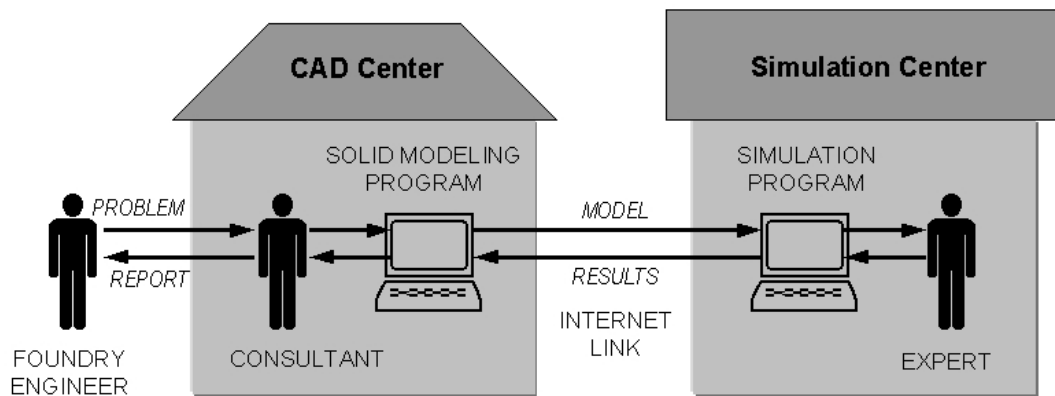 CAD Center
Simulation Center
SOLID MODELING
PROGRAM
SIMULATION
PROGRAM
PROBLEM
MODEL
REPORT
RESULTS
INTERNET
LINK
FOUNDRY
ENGINEER
CONSULTANT
EXPERT